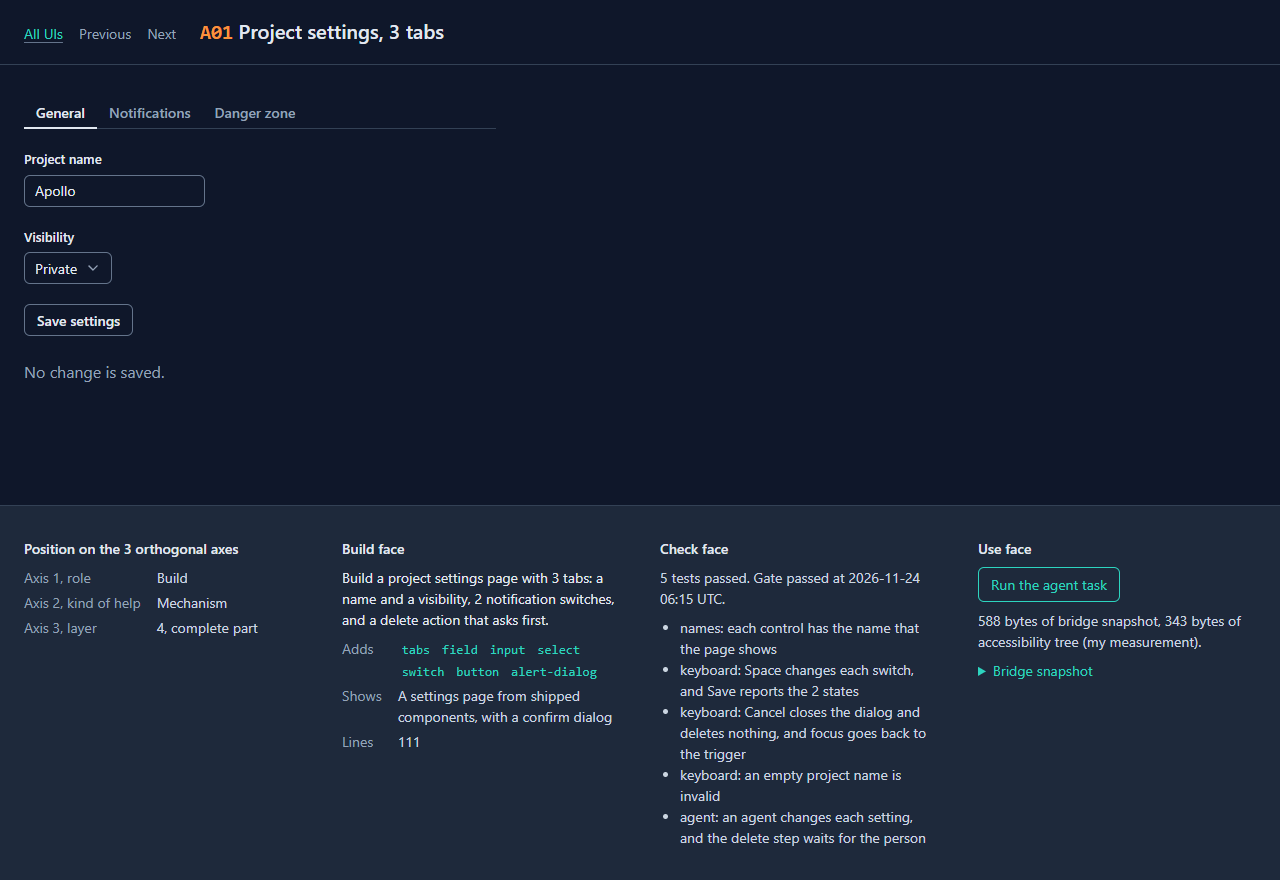 All UIs Previous Next A01 Project settings, 3 tabs
General Notifications Danger zone
Project name
Apollo
Visibility
Private
Save settings
No change is saved.
Position on the 3 orthogonal axes
Axis 1, role Build
Axis 2, kind of help Mechanism
Axis 3, layer 4, complete part
Build face
Build a project settings page with 3 tabs: a
name and a visibility, 2 notification switches,
and a delete action that asks first.
Adds tabs field input select
switch button alert-dialog
Shows A settings page from shipped
components, with a confirm dialog
Lines 111
Check face
5 tests passed. Gate passed at 2026-11-24
06:15 UTC.
• names: each control has the name that
the page shows
• keyboard: Space changes each switch,
and Save reports the 2 states
• keyboard: Cancel closes the dialog and
deletes nothing, and focus goes back to
the trigger
• keyboard: an empty project name is
invalid
• agent: an agent changes each setting,
and the delete step waits for the person
Use face
Run the agent task
588 bytes of bridge snapshot, 343 bytes of
accessibility tree (my measurement).
▶ Bridge snapshot